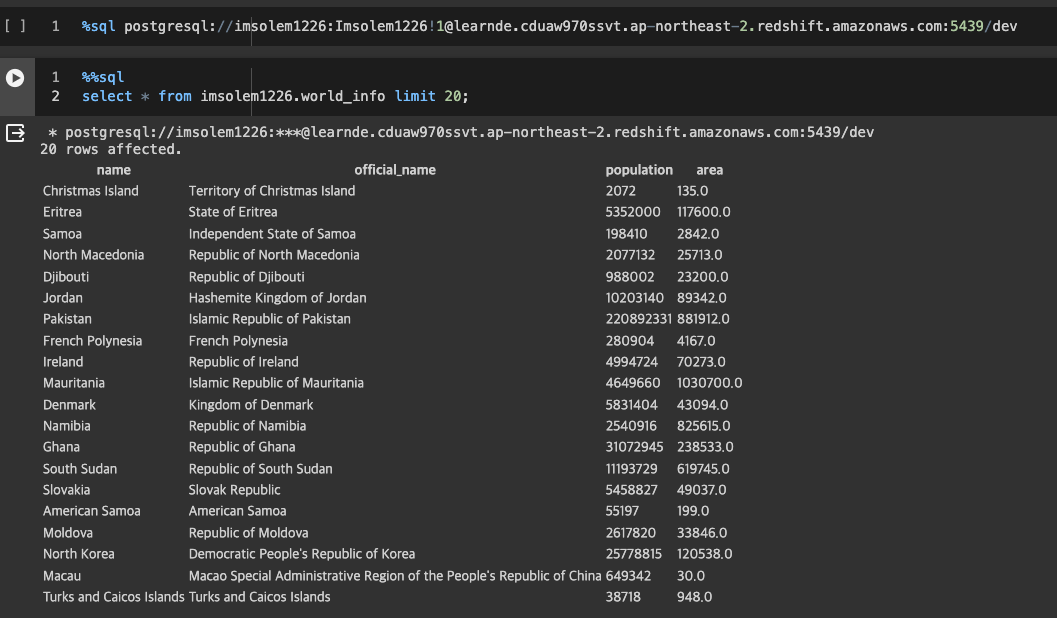 [ ] 1 %sql postgresql://imsolem1226:Imsolem1226!1@learnde.cduaw970ssvt.ap-northeast-2.redshift.amazonaws.com:5439/dev
1 %%sql
2 select * from imsolem1226.world_info limit 20;
* postgresql://imsolem1226:***@learnde.cduaw970ssvt.ap-northeast-2.redshift.amazonaws.com:5439/dev
20 rows affected.
name official_name population area
Christmas Island Territory of Christmas Island 2072 135.0
Eritrea State of Eritrea 5352000 117600.0
Samoa Independent State of Samoa 198410 2842.0
North Macedonia Republic of North Macedonia 2077132 25713.0
Djibouti Republic of Djibouti 988002 23200.0
Jordan Hashemite Kingdom of Jordan 10203140 89342.0
Pakistan Islamic Republic of Pakistan 220892331 881912.0
French Polynesia French Polynesia 280904 4167.0
Ireland Republic of Ireland 4994724 70273.0
Mauritania Islamic Republic of Mauritania 4649660 1030700.0
Denmark Kingdom of Denmark 5831404 43094.0
Namibia Republic of Namibia 2540916 825615.0
Ghana Republic of Ghana 31072945 238533.0
South Sudan Republic of South Sudan 11193729 619745.0
Slovakia Slovak Republic 5458827 49037.0
American Samoa American Samoa 55197 199.0
Moldova Republic of Moldova 2617820 33846.0
North Korea Democratic People's Republic of Korea 25778815 120538.0
Macau Macao Special Administrative Region of the People's Republic of China 649342 30.0
Turks and Caicos Islands Turks and Caicos Islands 38718 948.0